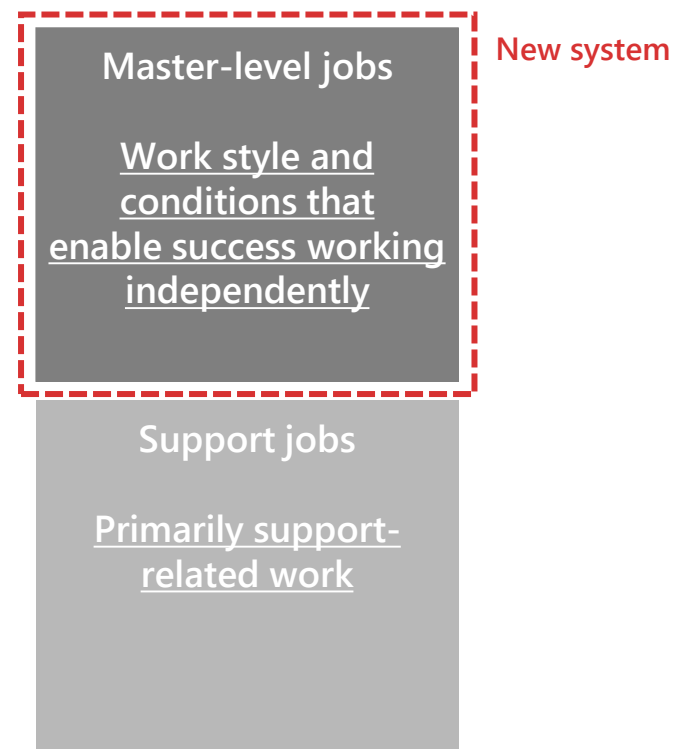 Master-level jobs
New system
Work style and
conditions that
enable success working
independently
Support jobs
Primarily support-
related work